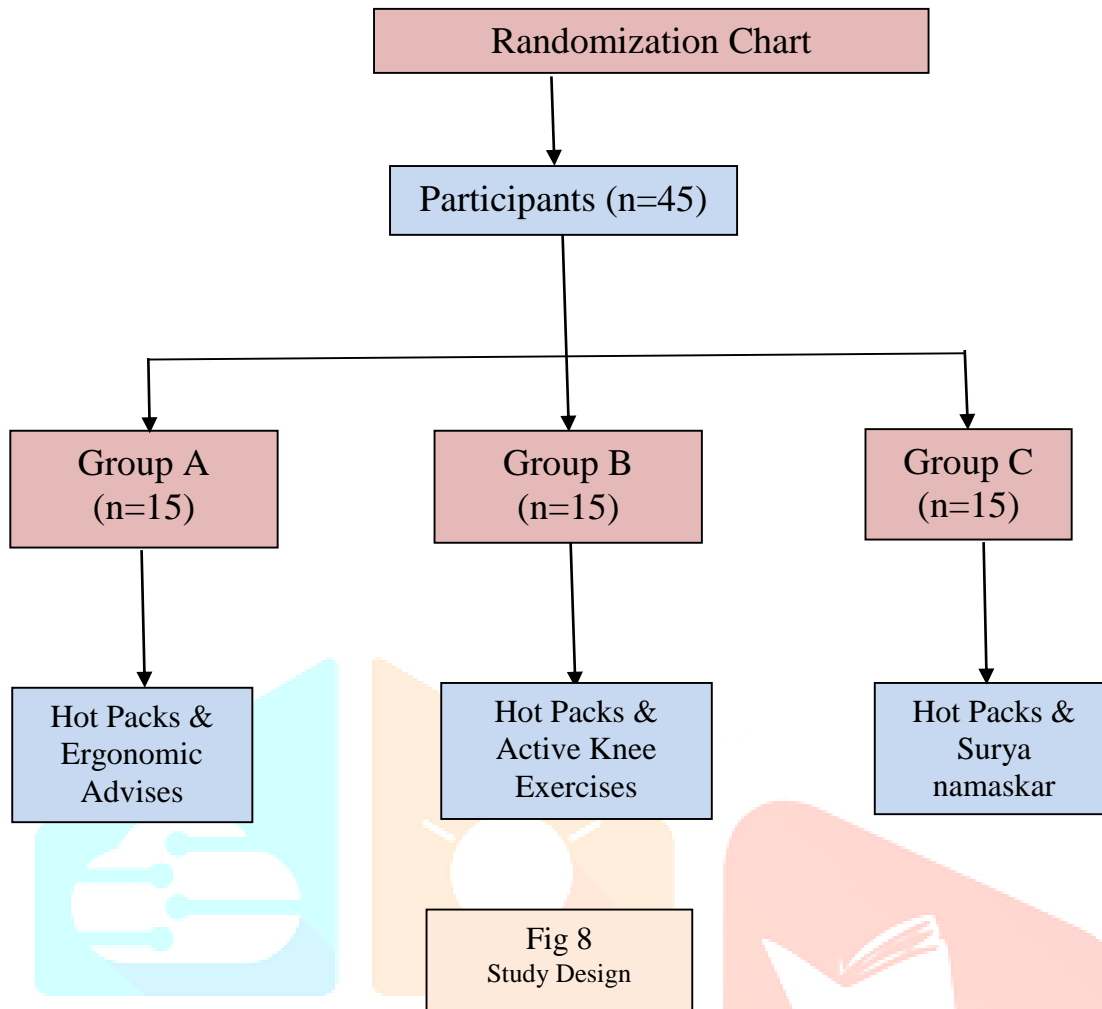 Randomization Chart
Participants (n=45)
Group A
(n=15)
Group B
(n=15)
Group C
(n=15)
Hot Packs &
Ergonomic
Advises
Hot Packs &
Active Knee
Exercises
Hot Packs &
Surya
namaskar
Fig 8
Study Design